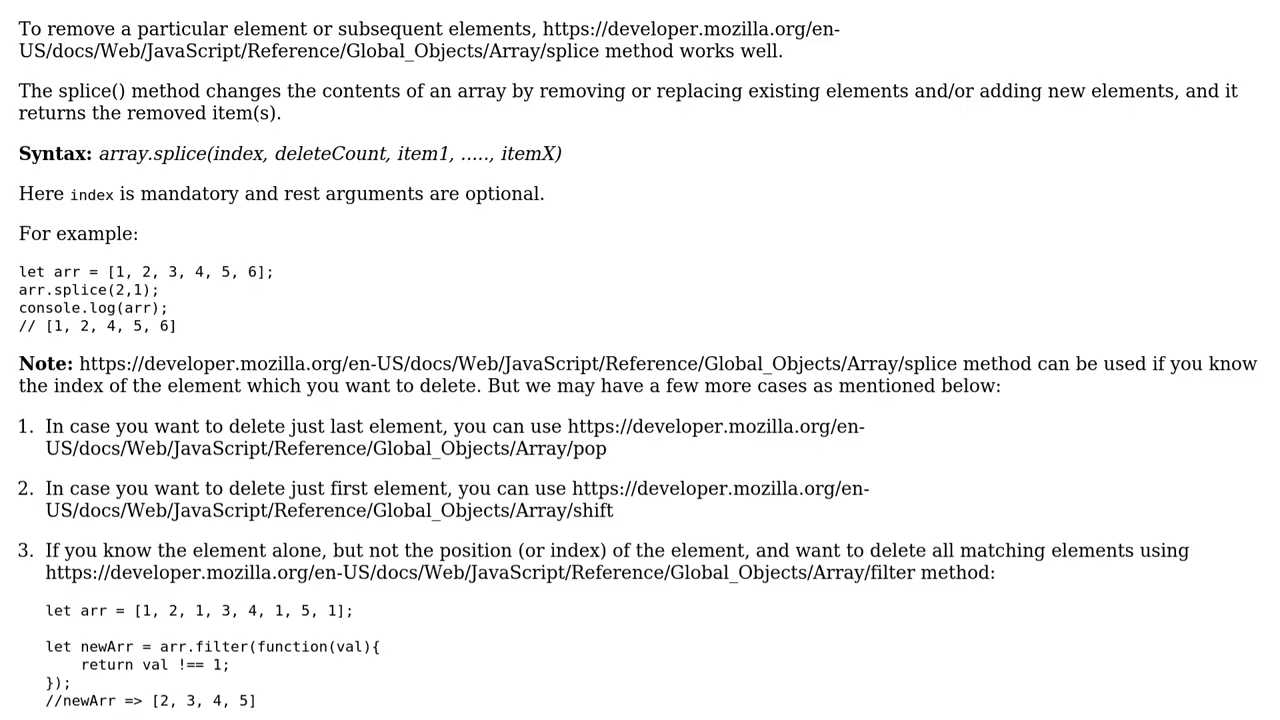 To remove a particular element or subsequent elements, https://developer.mozilla.org/en-
US/docs/Web/JavaScript/Reference/Global_Objects/Array/splice method works well.
The splice() method changes the contents of an array by removing or replacing existing elements and/or adding new elements, and it
returns the removed item(s).
Syntax: array.splice(index, deleteCount, item1, ....., itemX)
Here index is mandatory and rest arguments are optional.
For example:
let arr = [1, 2, 3, 4, 5, 6];
arr.splice(2,1);
console.log(arr);
// [1, 2, 4, 5, 6]
Note: https://developer.mozilla.org/en-US/docs/Web/JavaScript/Reference/Global_Objects/Array/splice method can be used if you know
the index of the element which you want to delete. But we may have a few more cases as mentioned below:
1. In case you want to delete just last element, you can use https://developer.mozilla.org/en-
US/docs/Web/JavaScript/Reference/Global_Objects/Array/pop
2. In case you want to delete just first element, you can use https://developer.mozilla.org/en-
US/docs/Web/JavaScript/Reference/Global_Objects/Array/shift
3. If you know the element alone, but not the position (or index) of the element, and want to delete all matching elements using
https://developer.mozilla.org/en-US/docs/Web/JavaScript/Reference/Global_Objects/Array/filter method:
let arr = [1, 2, 1, 3, 4, 1, 5, 1];
let newArr = arr.filter(function(val){
    return val !== 1;
});
//newArr => [2, 3, 4, 5]